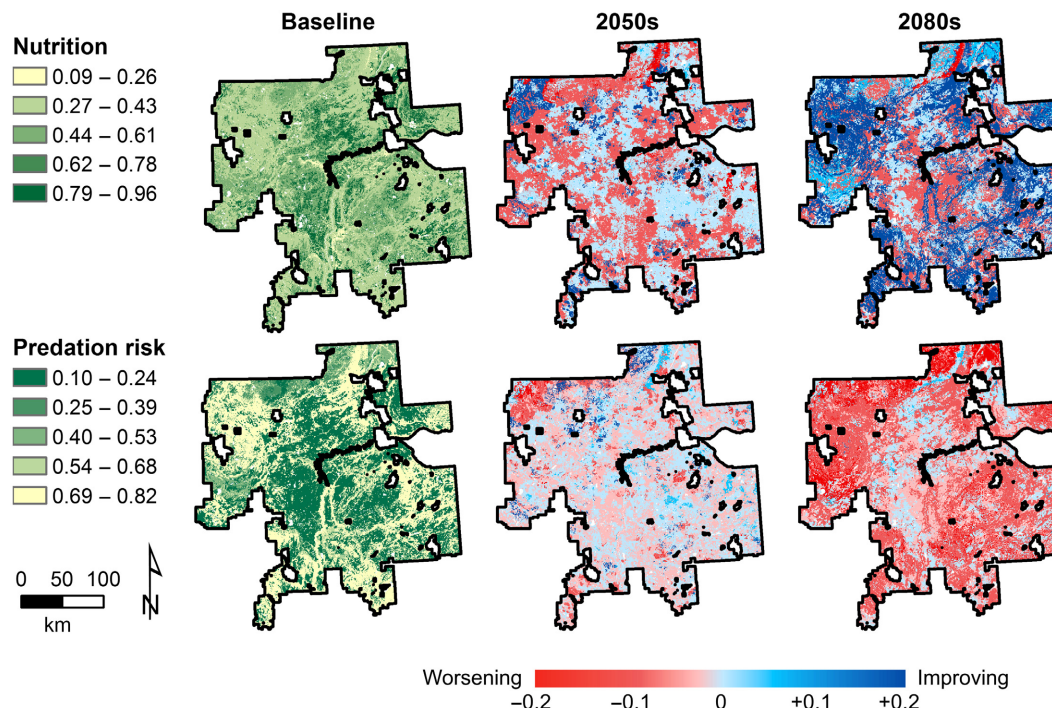 Baseline
2050s
2080s
Nutrition
0.09 – 0.26
0.27 – 0.43
0.44 – 0.61
0.62 – 0.78
0.79 – 0.96
Predation risk
0.10 – 0.24
0.25 – 0.39
0.40 – 0.53
0.54 – 0.68
0.69 – 0.82
0 50 100
km
N
Worsening
Improving
−0.2 −0.1 0 +0.1 +0.2